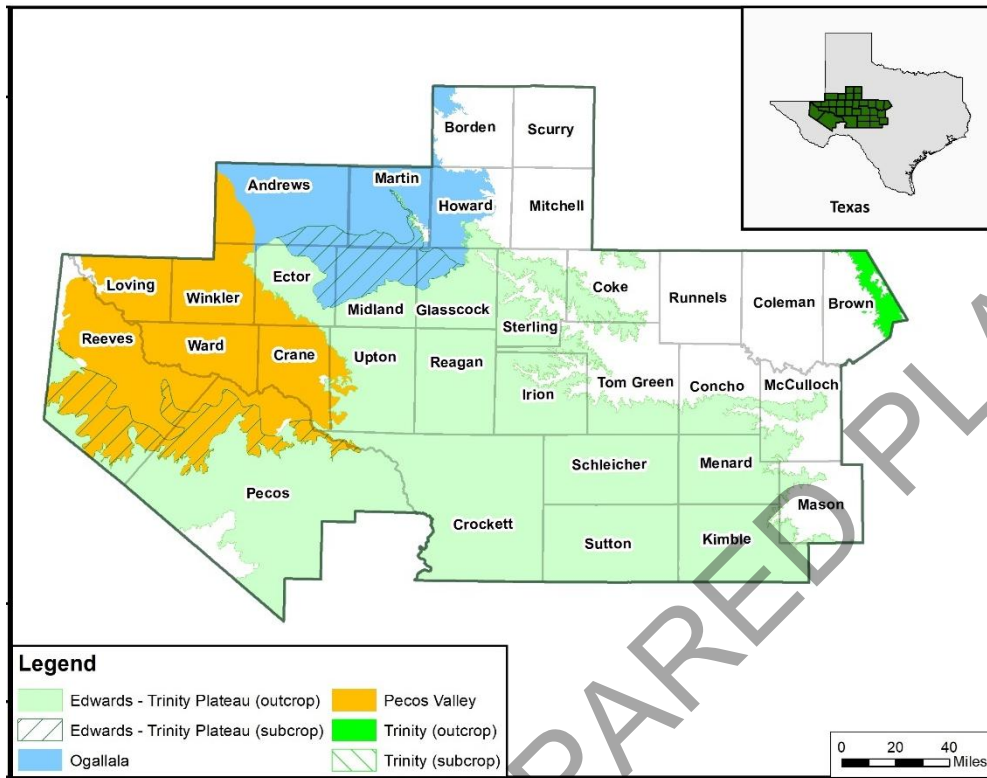 Borden
Scurry
Andrews
Martin
Howard
Mitchell
Texas
Loving
Winkler
Ector
Midland
Glasscock
Sterling
Coke
Runnels
Coleman
Brown
Reeves
Ward
Crane
Upton
Reagan
Irion
Tom Green
Concho
McCulloch
Pecos
Crockett
Schleicher
Menard
Mason
Sutton
Kimble
Legend
Edwards - Trinity Plateau (outcrop)
Edwards - Trinity Plateau (subcrop)
Ogallala
Pecos Valley
Trinity (outcrop)
Trinity (subcrop)
0 20 40
Miles
PARED PLA